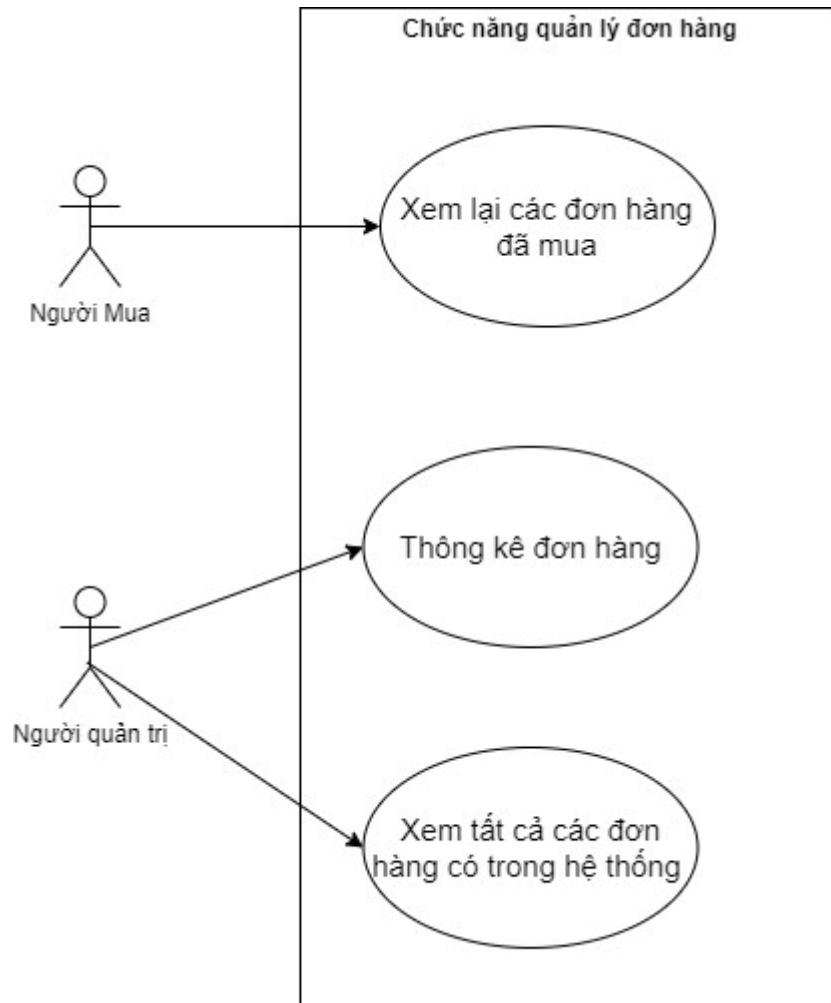 Chức năng quản lý đơn hàng
Xem lại các đơn hàng
đã mua
Người Mua
Thông kê đơn hàng
Người quản trị
Xem tất cả các đơn
hàng có trong hệ thống